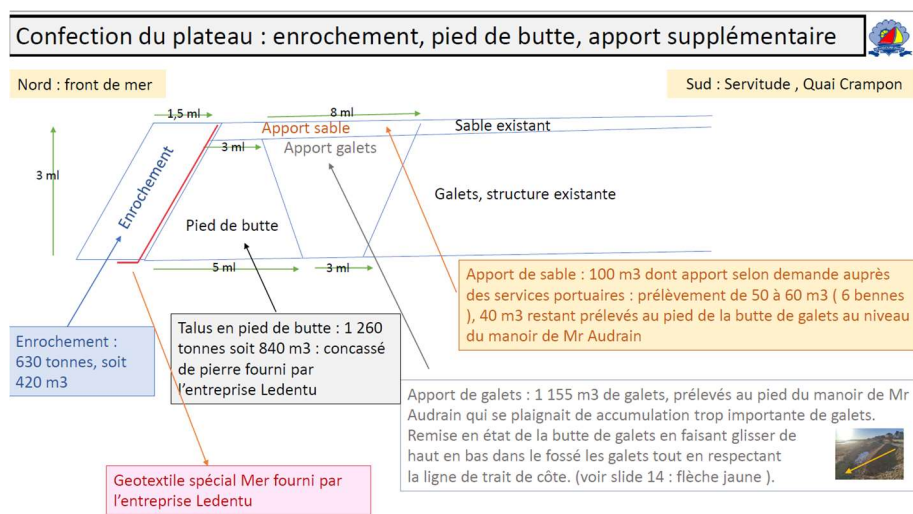 Confection du plateau : enrochement, pied de butte, apport supplémentaire
Nord : front de mer
Sud : Servitude , Quai Crampon
1,5 ml
8 ml
Apport sable
Sable existant
3 ml
3 ml
Apport galets
Enrochement
Galets, structure existante
Pied de butte
5 ml
3 ml
Apport de sable : 100 m3 dont apport selon demande auprès
des services portuaires : prélèvement de 50 à 60 m3 ( 6 bennes
), 40 m3 restant prélevés au pied de la butte de galets au niveau
du manoir de Mr Audrain
Enrochement :
630 tonnes, soit
420 m3
Talus en pied de butte : 1 260
tonnes soit 840 m3 : concassé
de pierre fourni par
l’entreprise Ledentu
Apport de galets : 1 155 m3 de galets, prélevés au pied du manoir de Mr
Audrain qui se plaignait de accumulation trop importante de galets.
Remise en état de la butte de galets en faisant glisser de
haut en bas dans le fossé les galets tout en respectant
la ligne de trait de côte. (voir slide 14 : flèche jaune ).
Geotextile spécial Mer fourni par
l’entreprise Ledentu